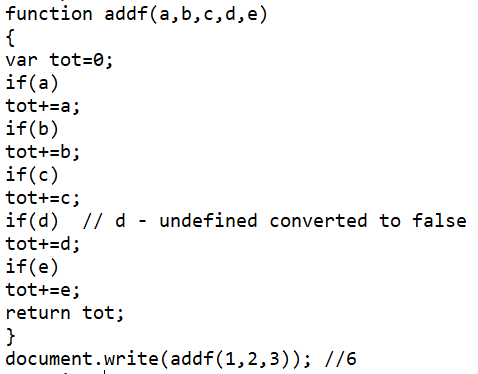 function addf(a,b,c,d,e)
{
var tot=0;
if(a)
tot+=a;
if(b)
tot+=b;
if(c)
tot+=c;
if(d)  // d - undefined converted to false
tot+=d;
if(e)
tot+=e;
return tot;
}
document.write(addf(1,2,3)); //6